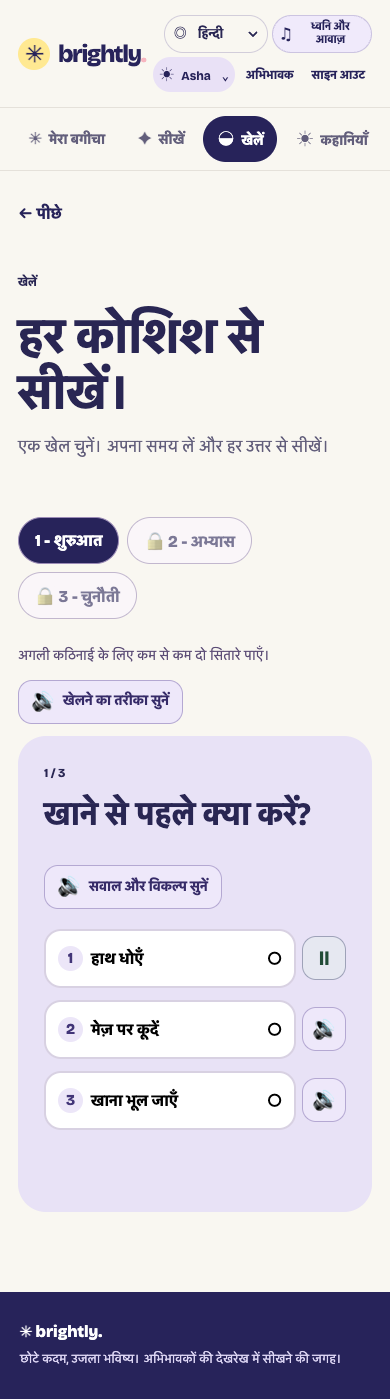 brightly.
हिन्दी
ध्वनि और
आवाज़
Asha
अभिभावक
साइन आउट
मेरा बगीचा
सीखें
खेलें
कहानियाँ
← पीछे
खेलें
हर कोशिश से
सीखें।
एक खेल चुनें। अपना समय लें और हर उत्तर से सीखें।
1 - शुरुआत
2 - अभ्यास
3 - चुनौती
अगली कठिनाई के लिए कम से कम दो सितारे पाएँ।
खेलने का तरीका सुनें
1 / 3
खाने से पहले क्या करें?
सवाल और विकल्प सुनें
1 हाथ धोएँ
2 मेज़ पर कूदें
3 खाना भूल जाएँ
brightly.
छोटे कदम, उजला भविष्य। अभिभावकों की देखरेख में सीखने की जगह।